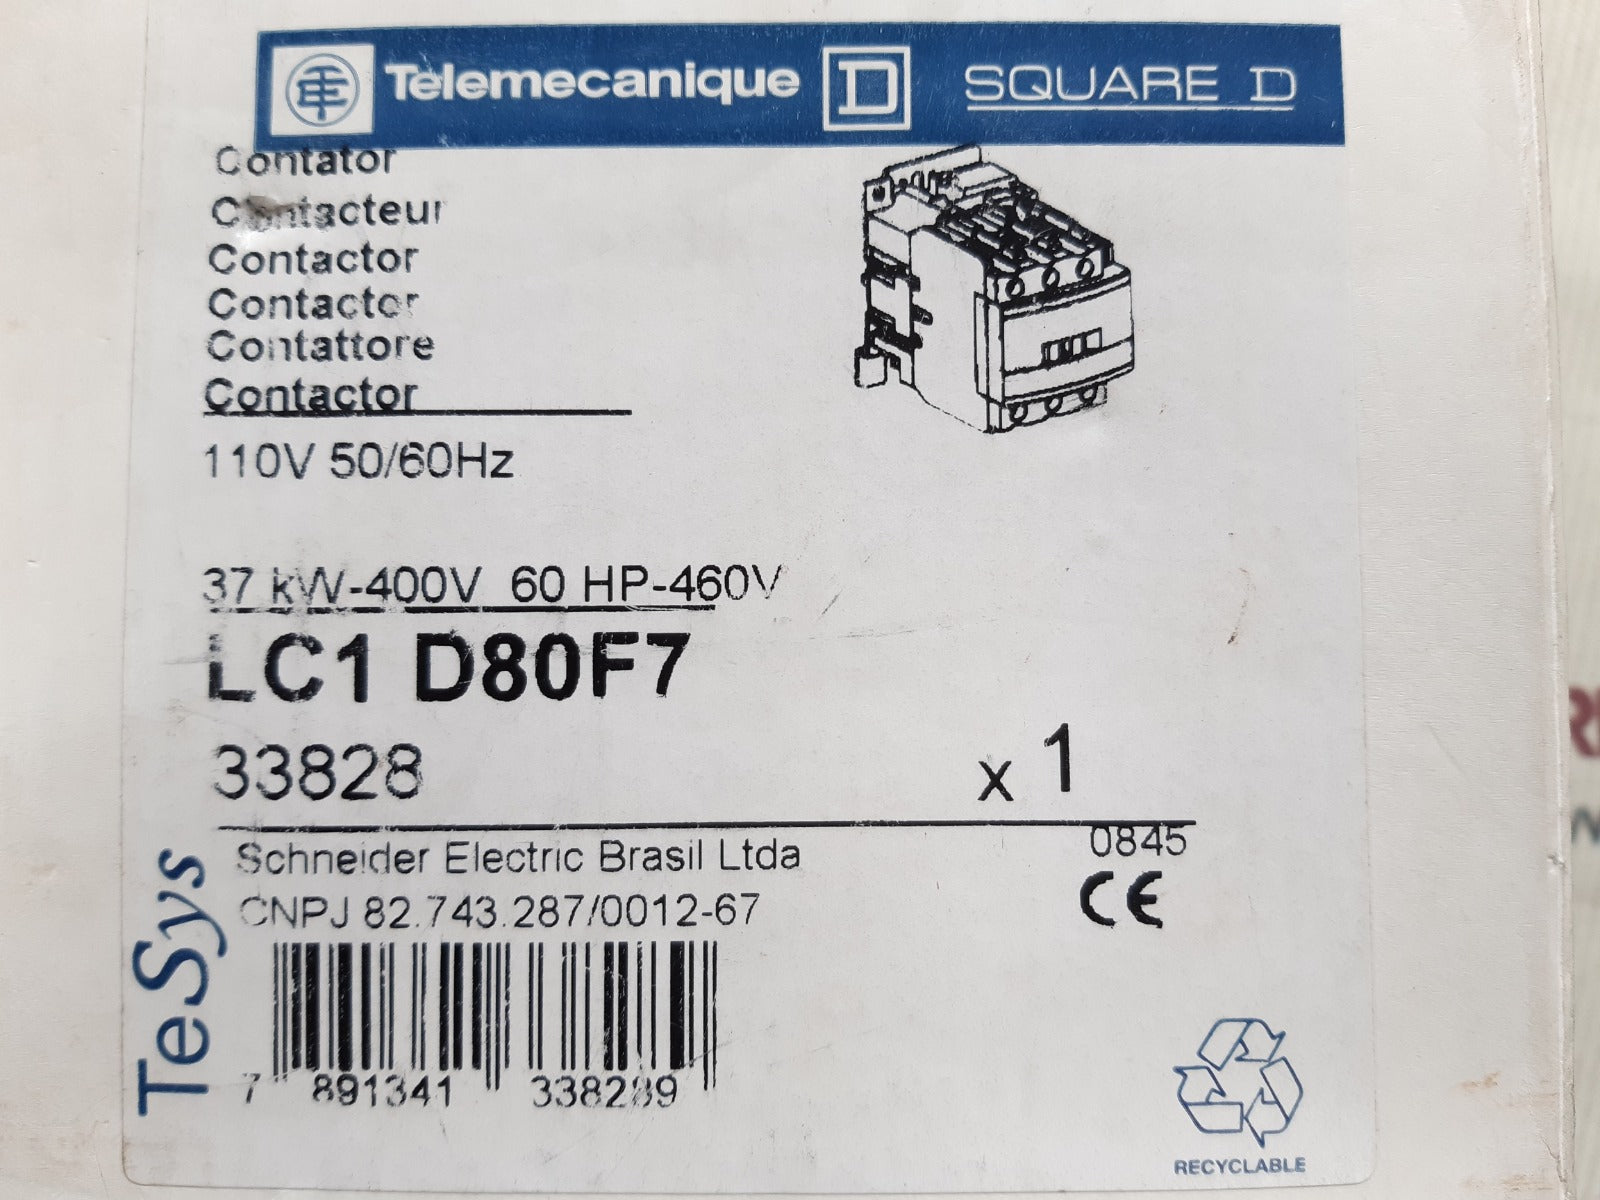 Telemecanique D SQUARE D
Contator
Contacteur
Contactor
Contactor
Contattore
Contactor
110V 50/60Hz
37 kW-400V 60 HP-460V
LC1 D80F7
33828
x 1
Schneider Electric Brasil Ltda
0845
CNPJ 82.743.287/0012-67
CE
TeSys
7 891341 338289
RECYCLABLE